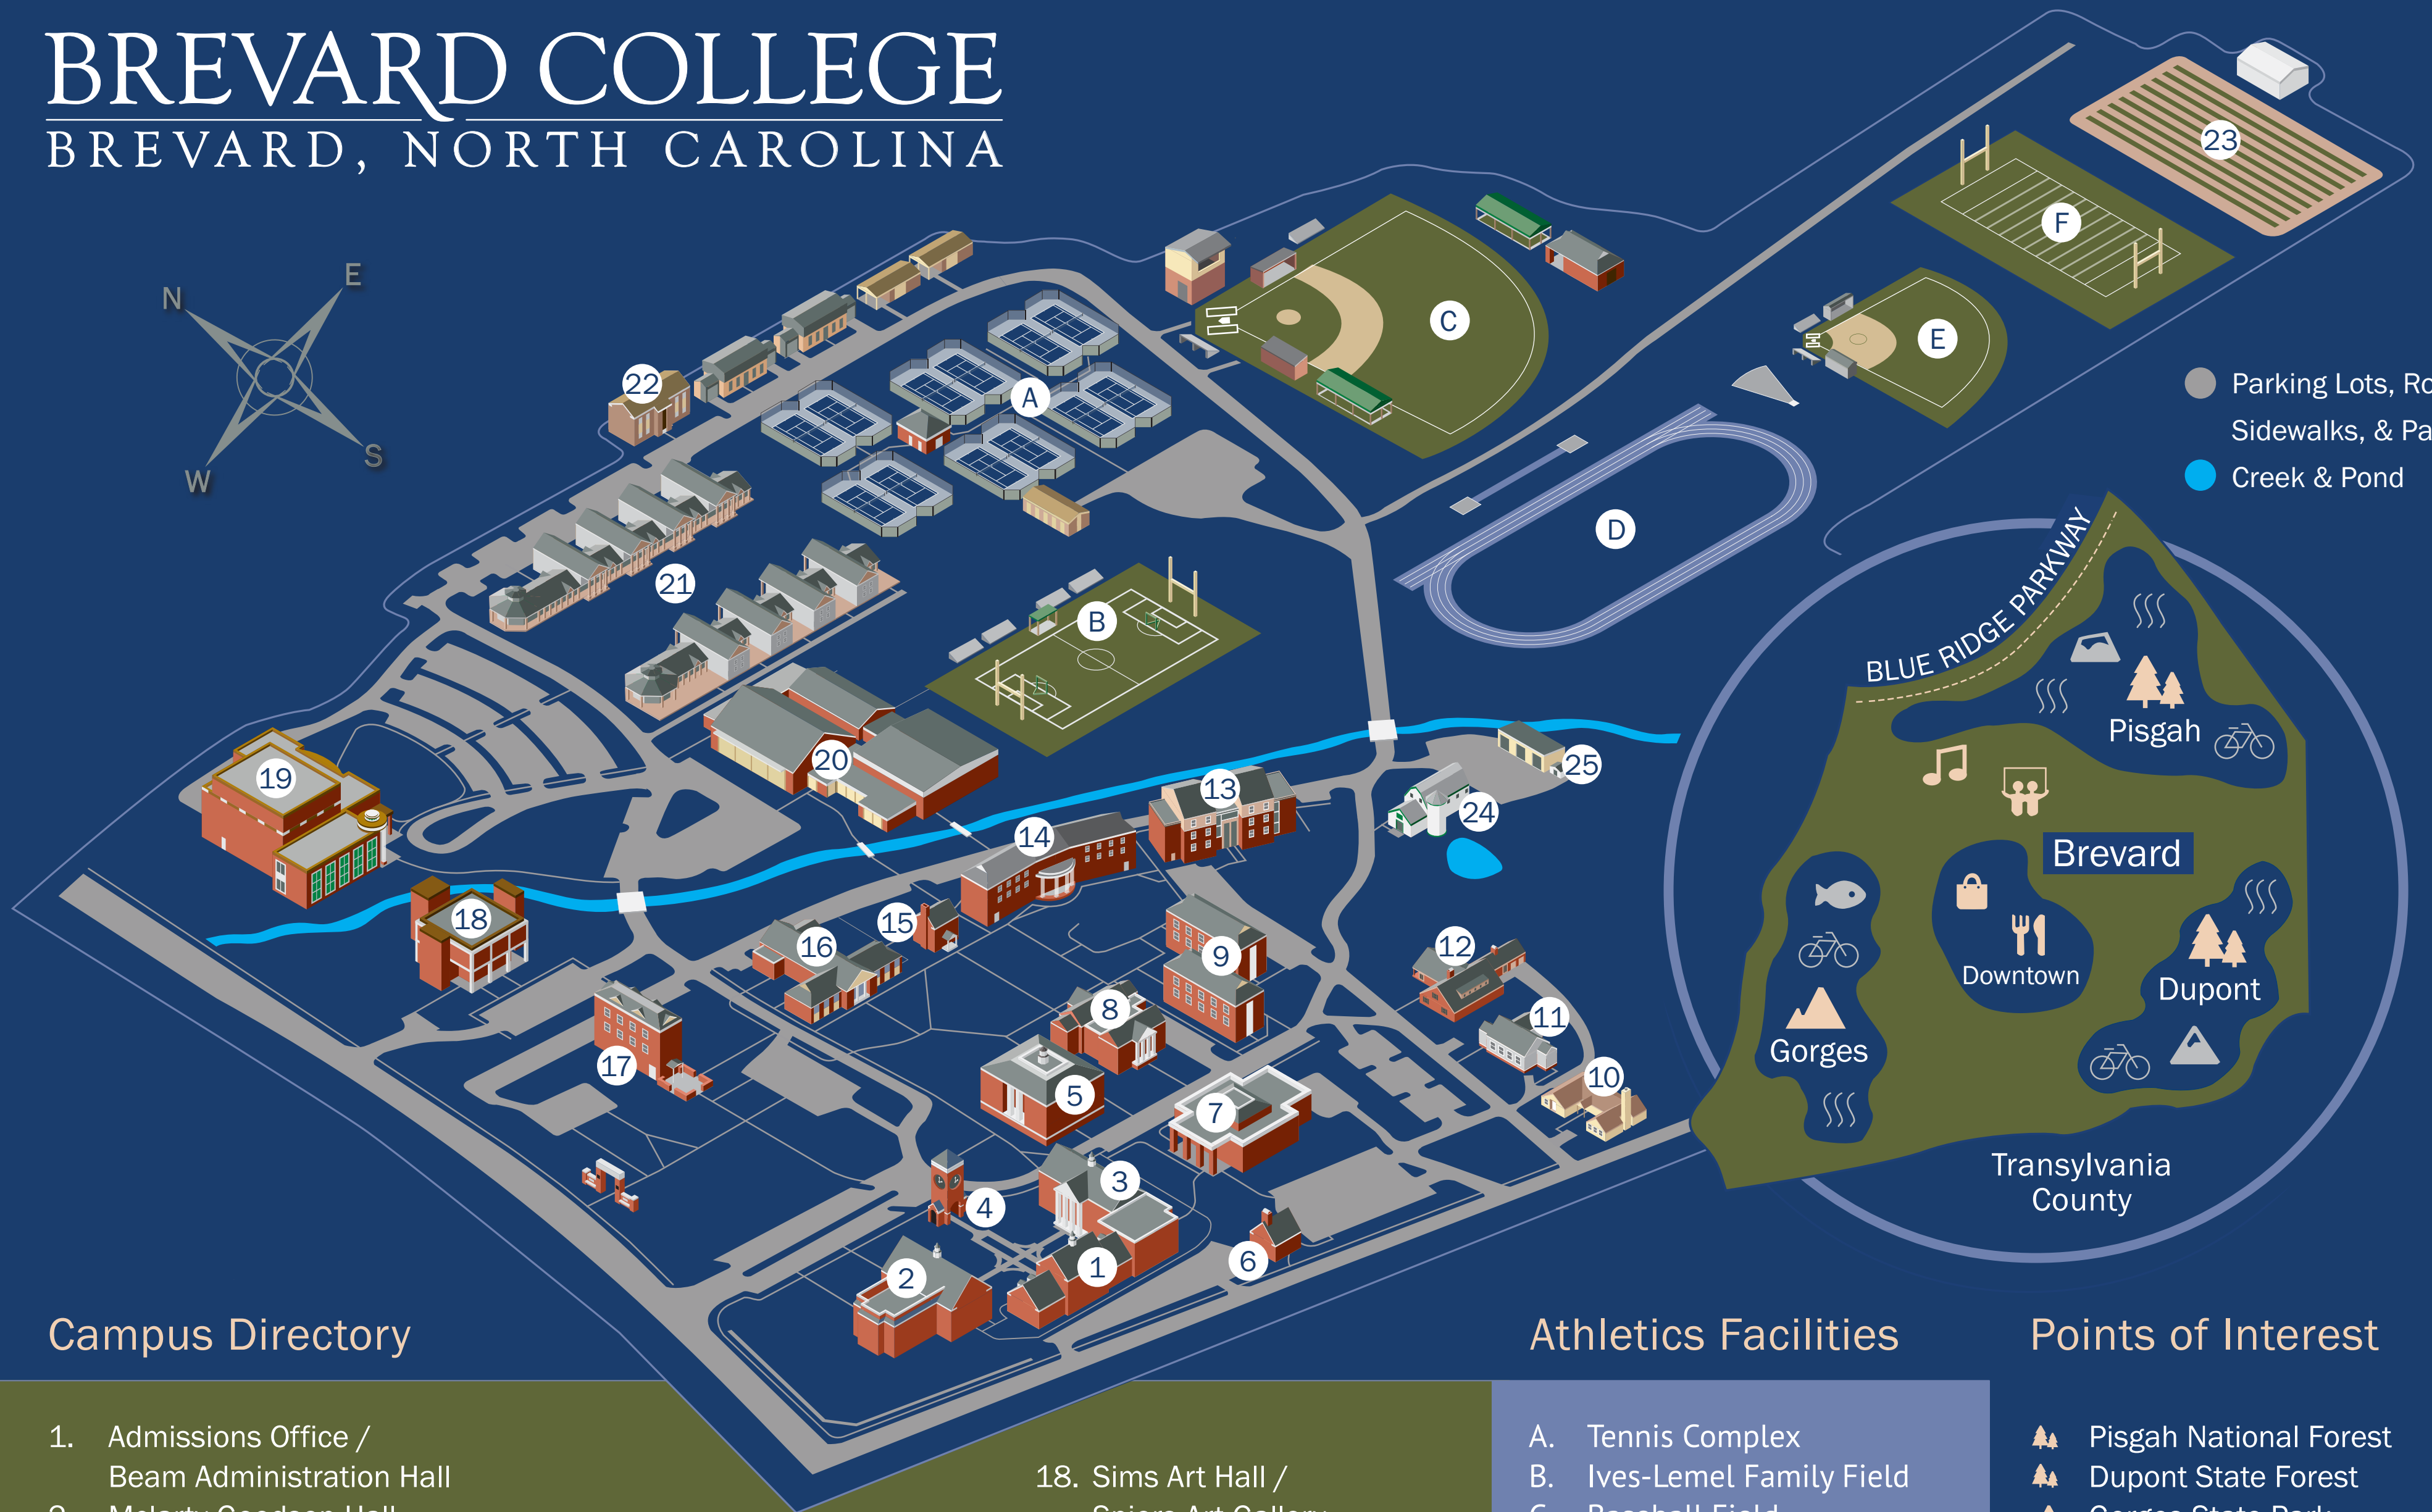 BREVARD COLLEGE
BREVARD, NORTH CAROLINA
N
E
S
W
23
F
C
E
22
A
D
21
B
20
19
25
13
24
14
18
15
16
9
12
8
11
17
5
7
10
3
4
6
1
2
Parking Lots,
Sidewalks, &
Creek & Pond
BLUE RIDGE PARKWAY
Pisgah
Brevard
Downtown
Dupont
Gorges
Transylvania
County
Campus Directory
1. Admissions Office /
Beam Administration Hall
18. Sims Art Hall /
Athletics Facilities
A. Tennis Complex
B. Ives-Lemel Family Field
Points of Interest
Pisgah National Forest
Dupont State Forest